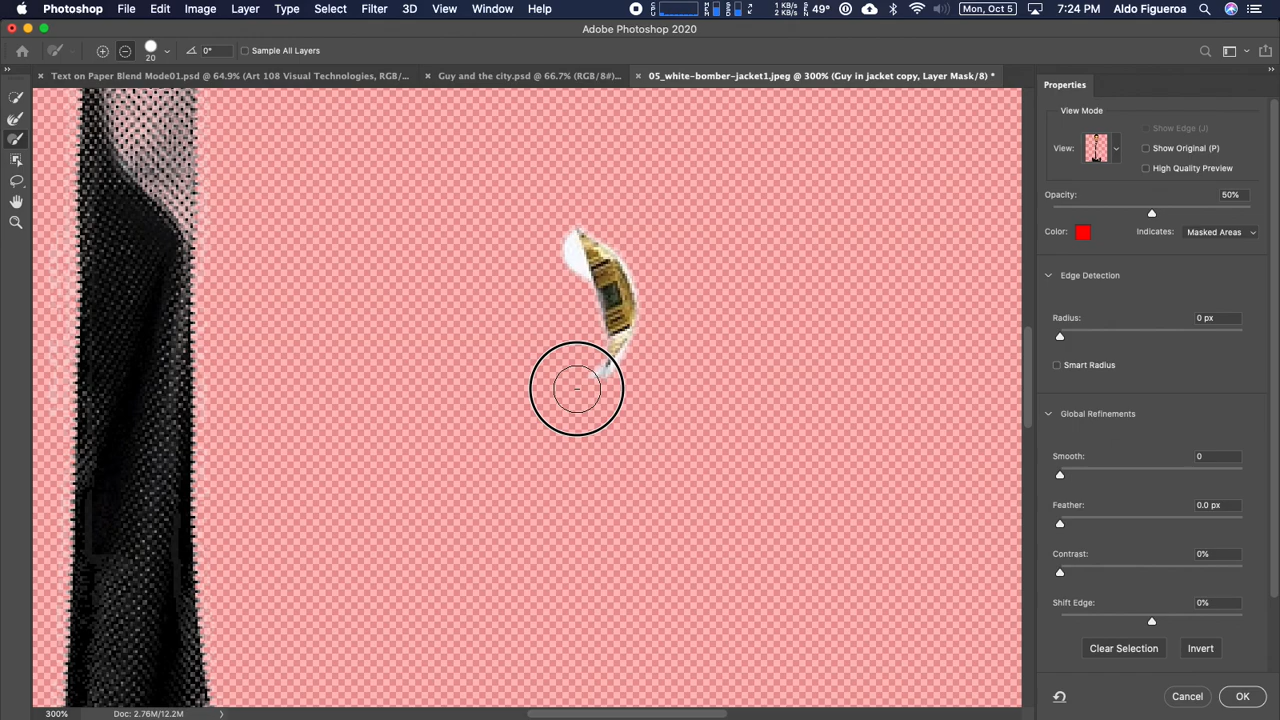 Photoshop File Edit Image Layer Type Select Filter 3D View Window Help 1 KB/s 2 KB/s 49° Mon, Oct 5 7:24 PM Aldo Figueroa
Adobe Photoshop 2020
20 0° Sample All Layers
Text on Paper Blend Mode01.psd @ 64.9% (Art 108 Visual Technologies, RGB/... Guy and the city.psd @ 66.7% (RGB/8#)... 05_white-bomber-jacket1.jpeg @ 300% (Guy in jacket copy, Layer Mask/8) *
Properties
View Mode
Show Edge (J)
View: Show Original (P)
High Quality Preview
Opacity: 50%
Color: Indicates: Masked Areas
Edge Detection
Radius: 0 px
Smart Radius
Global Refinements
Smooth: 0
Feather: 0.0 px
Contrast: 0%
Shift Edge: 0%
Clear Selection Invert
Cancel OK
300% Doc: 2.76M/12.2M